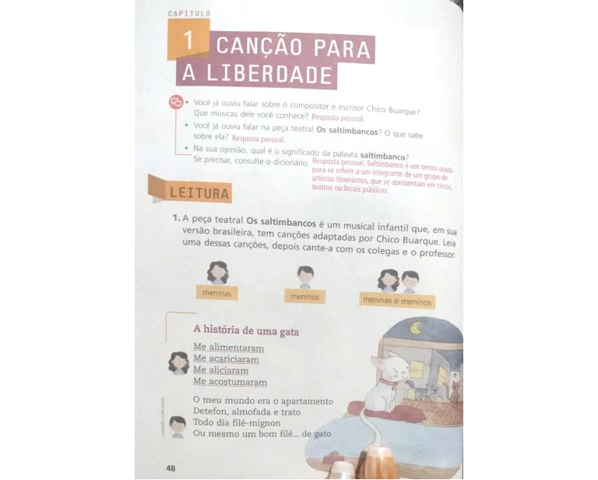 CAPÍTULO
1 CANÇÃO PARA
A LIBERDADE
• Você já ouviu falar sobre o compositor e escritor Chico Buarque?
Que músicas dele você conhece? Resposta pessoal.
• Você já ouviu falar na peça teatral Os saltimbancos? O que sabe
sobre ela? Resposta pessoal.
• Na sua opinião, qual é o significado da palavra saltimbanco?
Se precisar, consulte o dicionário.
Resposta pessoal. Saltimbanco é um termo usado
para se referir a um integrante de um grupo de
artistas itinerantes, que se apresentam em circos,
teatros ou locais públicos.
LEITURA
1. A peça teatral Os saltimbancos é um musical infantil que, em sua
versão brasileira, tem canções adaptadas por Chico Buarque. Leia
uma dessas canções, depois cante-a com os colegas e o professor.
meninas
meninos
meninas e meninos
A história de uma gata
Me alimentaram
Me acariciaram
Me aliciaram
Me acostumaram
O meu mundo era o apartamento
Detefon, almofada e trato
Todo dia filé-mignon
Ou mesmo um bom filé... de gato
48